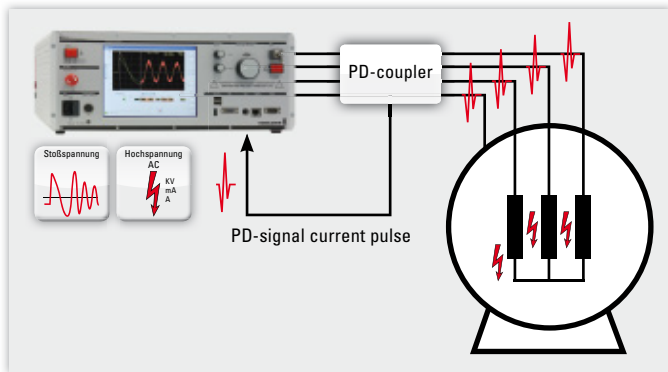 PD-coupler
Stoßspannung
Hochspannung
AC
KV
mA
A
PD-signal current pulse